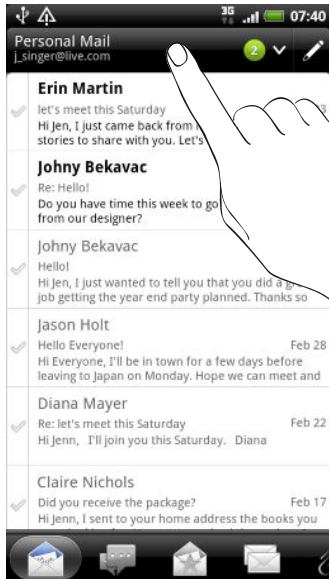 3G 07:40
Personal Mail
j_singer@live.com
2
Erin Martin
let's meet this Saturday
3
Hi Jen, I just came back from
stories to share with you. Let's
Johny Bekavac
Re: Hello!
Do you have time this week to go
from our designer?
Johny Bekavac
Hello!
Hi Jen, I just wanted to tell you that you did a
job getting the year end party planned. Thanks so
Jason Holt
Hello Everyone! Feb 28
Hi Everyone, I'll be in town for a few days before
leaving to Japan on Monday. Hope we can meet and
Diana Mayer
Re: let's meet this Saturday Feb 22
Hi Jenn, I'll join you this Saturday. Diana
Claire Nichols
Did you receive the package? Feb 17
Hi Jenn, I sent to your home address the books you